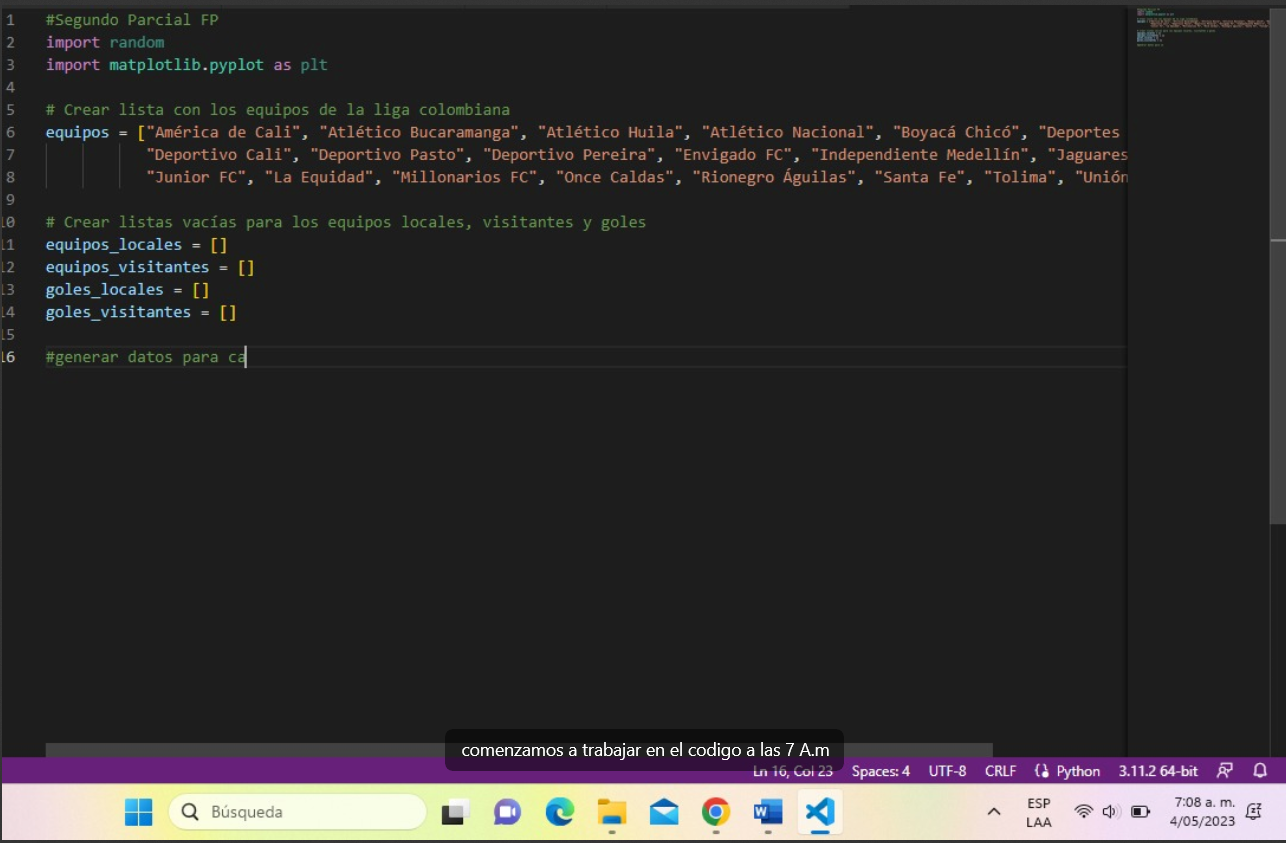 1 #Segundo Parcial FP
2 import random
3 import matplotlib.pyplot as plt
4
5 # Crear lista con los equipos de la liga colombiana
6 equipos = ["América de Cali", "Atlético Bucaramanga", "Atlético Huila", "Atlético Nacional", "Boyacá Chicó", "Deportes
7 "Deportivo Cali", "Deportivo Pasto", "Deportivo Pereira", "Envigado FC", "Independiente Medellín", "Jaguares
8 "Junior FC", "La Equidad", "Millonarios FC", "Once Caldas", "Rionegro Águilas", "Santa Fe", "Tolima", "Unión
9
10 # Crear listas vacías para los equipos locales, visitantes y goles
11 equipos_locales = []
12 equipos_visitantes = []
13 goles_locales = []
14 goles_visitantes = []
15
16 #generar datos para ca
comenzamos a trabajar en el codigo a las 7 A.m
Ln 16, Col 23 Spaces: 4 UTF-8 CRLF Python 3.11.2 64-bit
Búsqueda
ESP
LAA
7:08 a. m.
4/05/2023